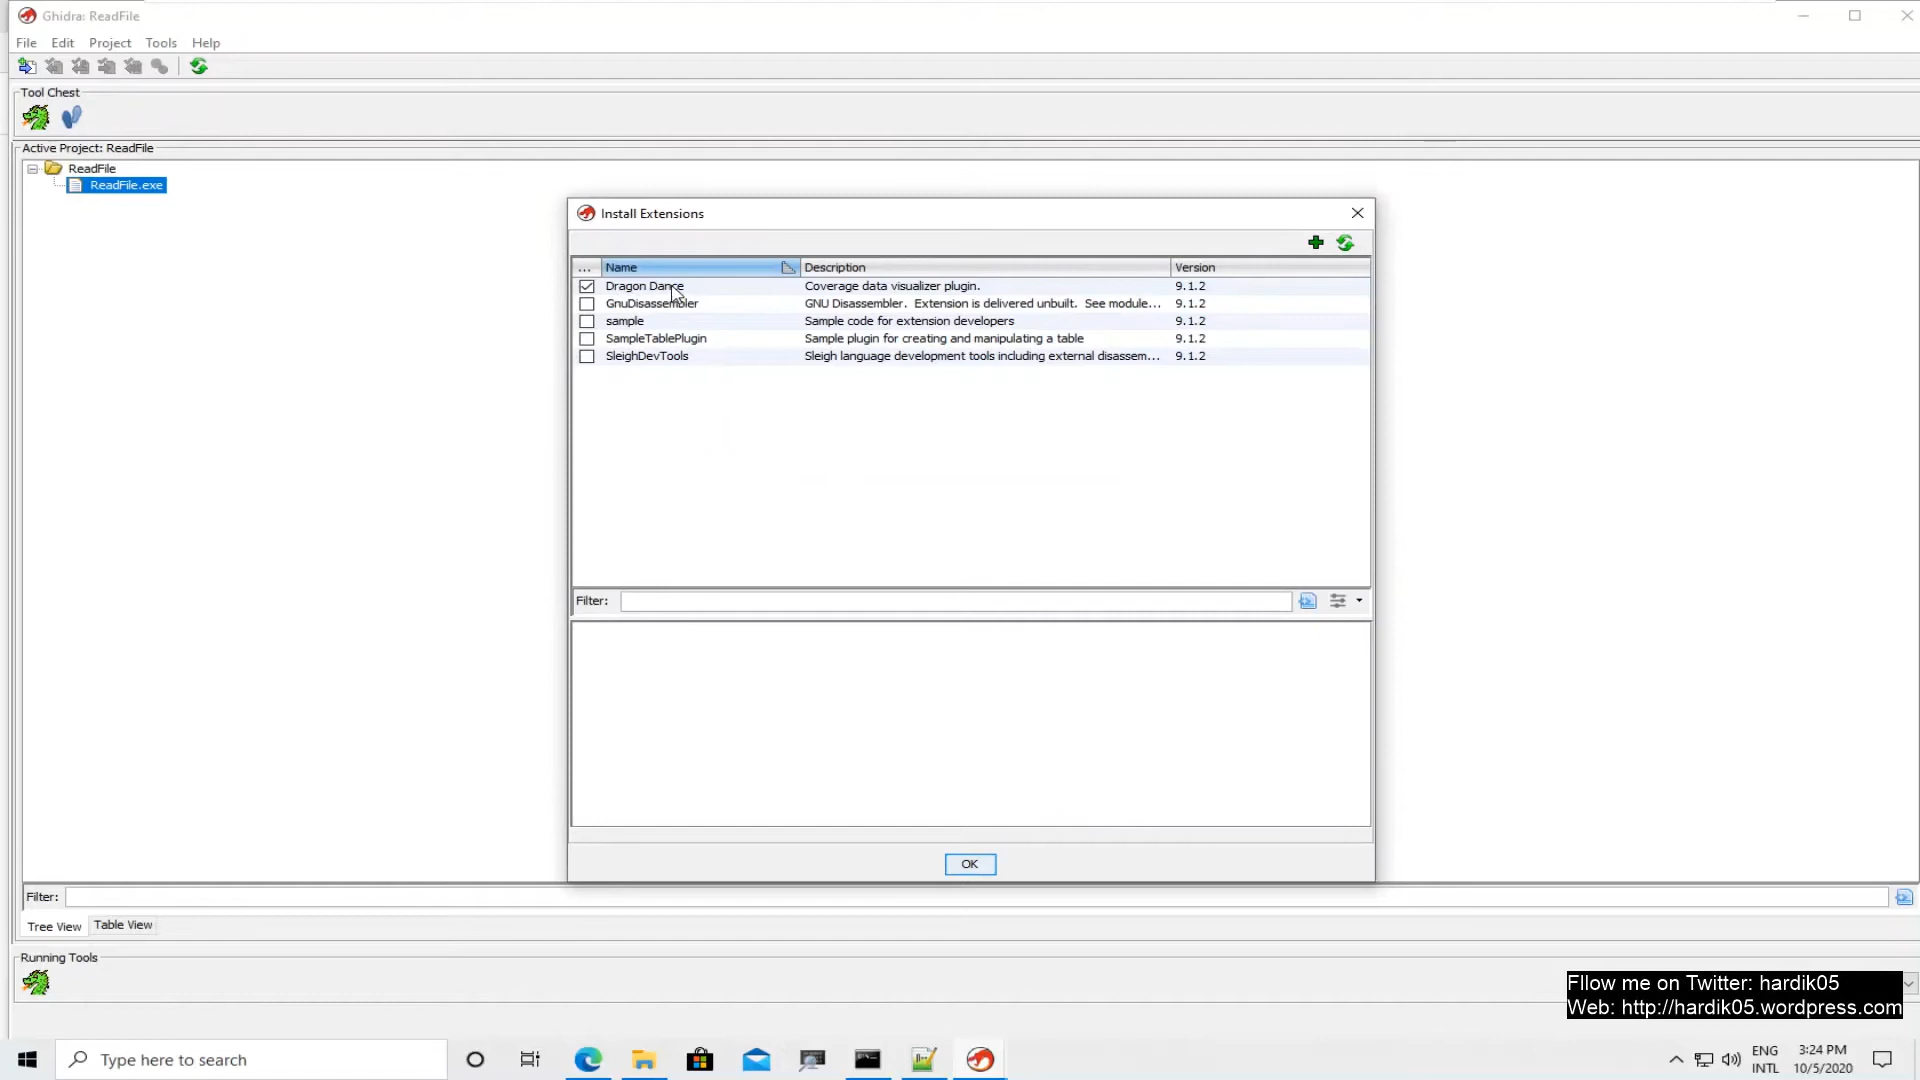 Ghidra: ReadFile
File Edit Project Tools Help
Tool Chest
Active Project: ReadFile
ReadFile
ReadFile.exe
Install Extensions
... Name Description Version
Dragon Dance Coverage data visualizer plugin. 9.1.2
GnuDisassembler GNU Disassembler. Extension is delivered unbuilt. See module... 9.1.2
sample Sample code for extension developers 9.1.2
SampleTablePlugin Sample plugin for creating and manipulating a table 9.1.2
SleighDevTools Sleigh language development tools including external disassem... 9.1.2
Filter:
OK
Filter:
Tree View Table View
Running Tools
Fllow me on Twitter: hardik05
Web: http://hardik05.wordpress.com
Type here to search
ENG
INTL
3:24 PM
10/5/2020